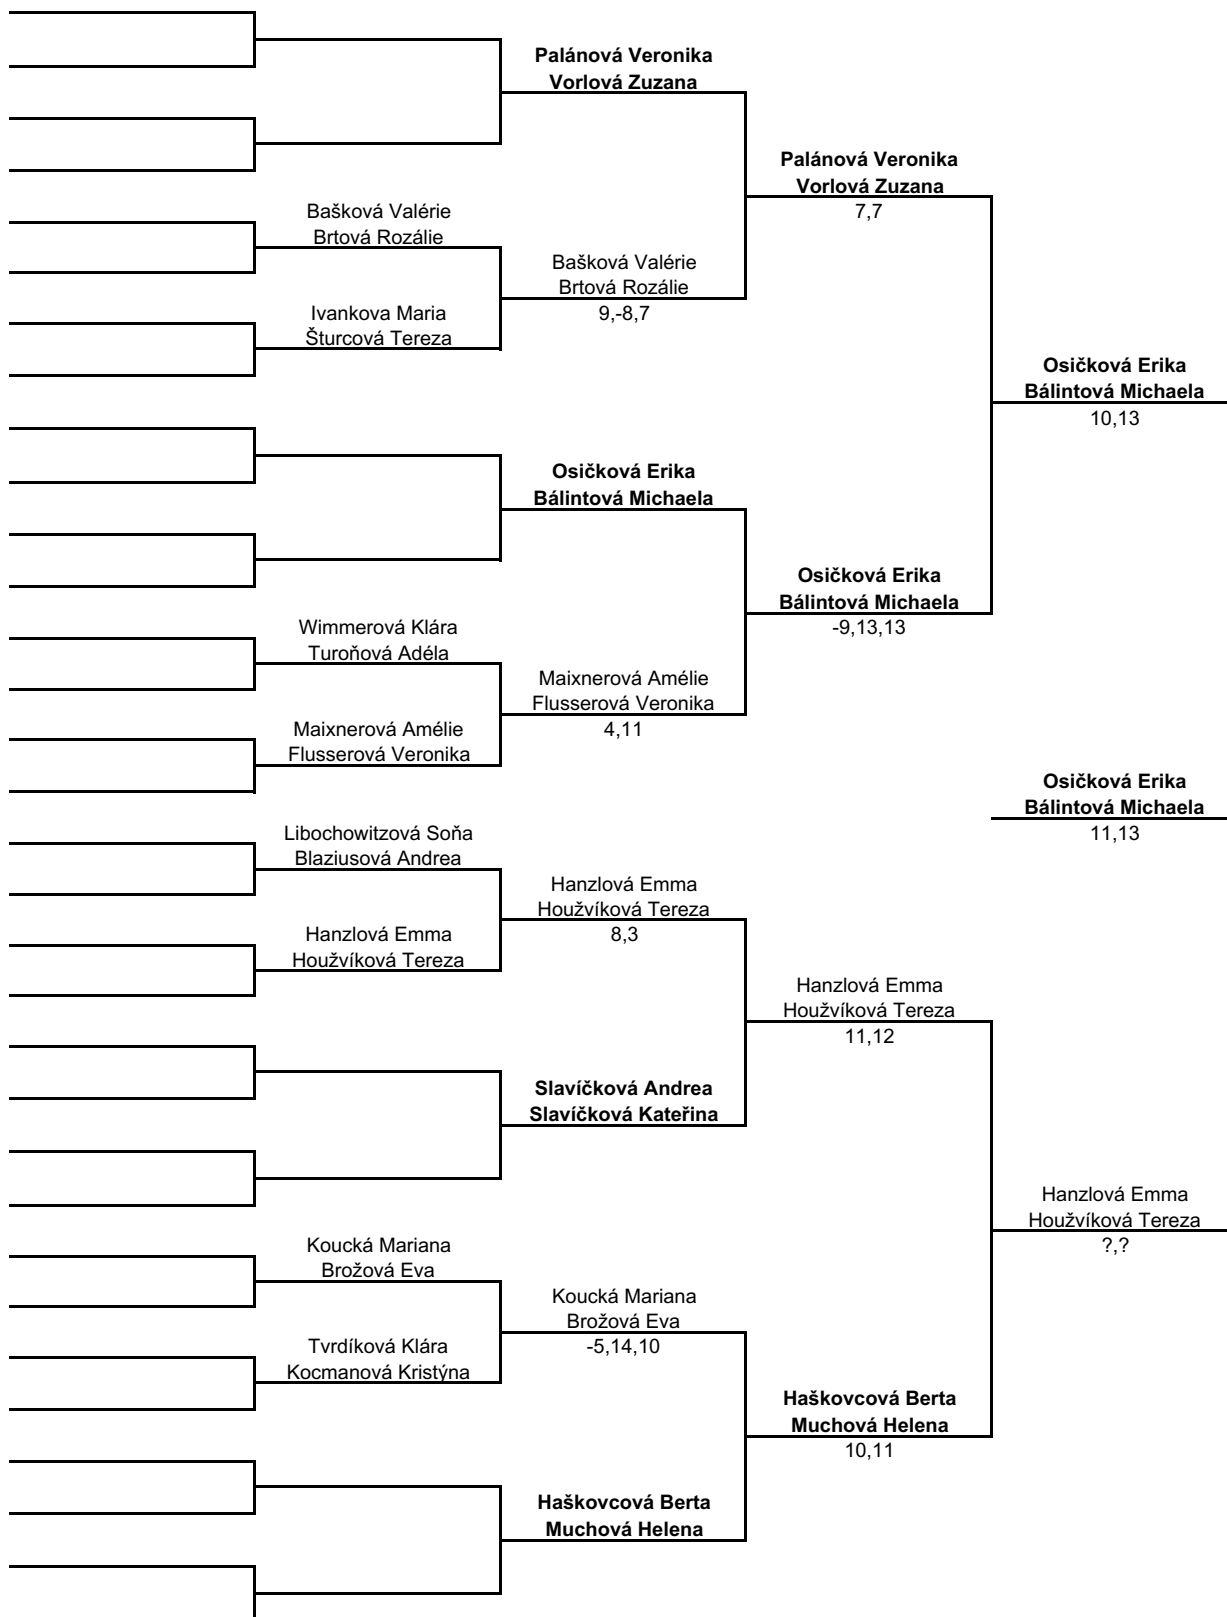 Palánová Veronika
Vorlová Zuzana
Palánová Veronika
Vorlová Zuzana
7,7
Bašková Valérie
Brtová Rozálie
Bašková Valérie
Brtová Rozálie
9,-8,7
Ivankova Maria
Šturcová Tereza
Osičková Erika
Bálintová Michaela
10,13
Osičková Erika
Bálintová Michaela
Osičková Erika
Bálintová Michaela
-9,13,13
Wimmerová Klára
Turoňová Adéla
Maixnerová Amélie
Flusserová Veronika
4,11
Maixnerová Amélie
Flusserová Veronika
Osičková Erika
Bálintová Michaela
11,13
Libochowitzová Soňa
Blaziusová Andrea
Hanzlová Emma
Houžvíková Tereza
8,3
Hanzlová Emma
Houžvíková Tereza
Hanzlová Emma
Houžvíková Tereza
11,12
Slavíčková Andrea
Slavíčková Kateřina
Hanzlová Emma
Houžvíková Tereza
?,?
Koucká Mariana
Brožová Eva
Koucká Mariana
Brožová Eva
-5,14,10
Tvrdíková Klára
Kocmanová Kristýna
Haškovcová Berta
Muchová Helena
10,11
Haškovcová Berta
Muchová Helena